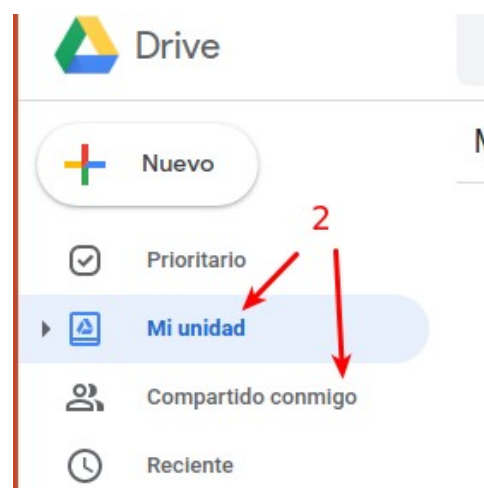 Drive
Nuevo
2
Prioritario
Mi unidad
Compartido conmigo
Reciente